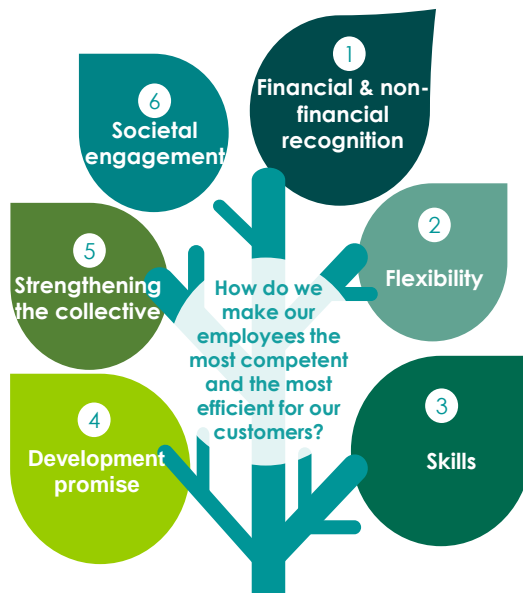 1
Financial & non-
financial
recognition
6
Societal
engagement
2
Flexibility
5
Strengthening
the collective
How do we
make our
employees the
most competent
and the most
efficient for our
customers?
3
Skills
4
Development
promise